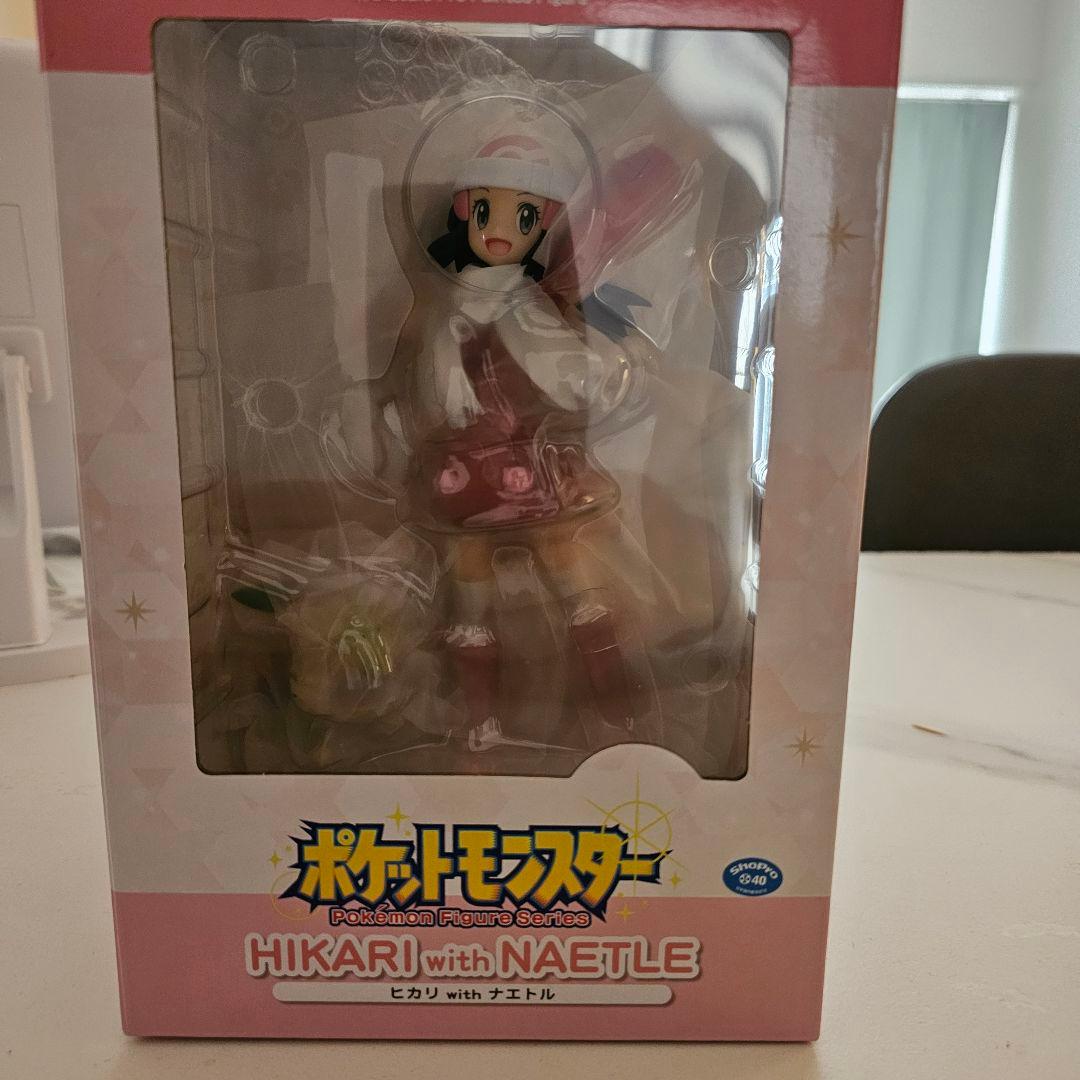 ポケットモンスター
Pokémon Figure Series
ShoPro
40
HIKARI with NAETLE
ヒカリ with ナエトル